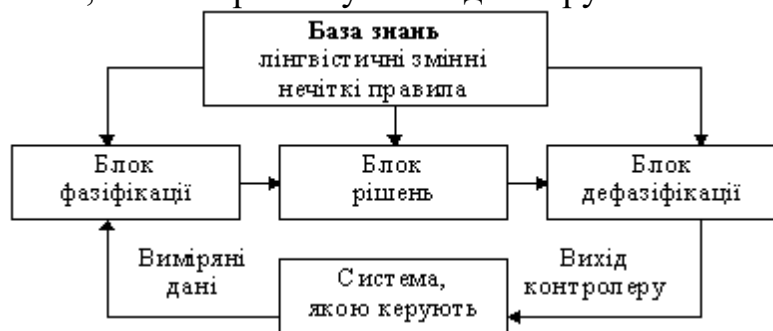 База знань
лінгвістичні змінні
нечіткі правила
Блок
фазіфікації
Блок
рішень
Блок
дефазіфікації
Виміряні
дані
Система,
якою керують
Вихід
контролеру